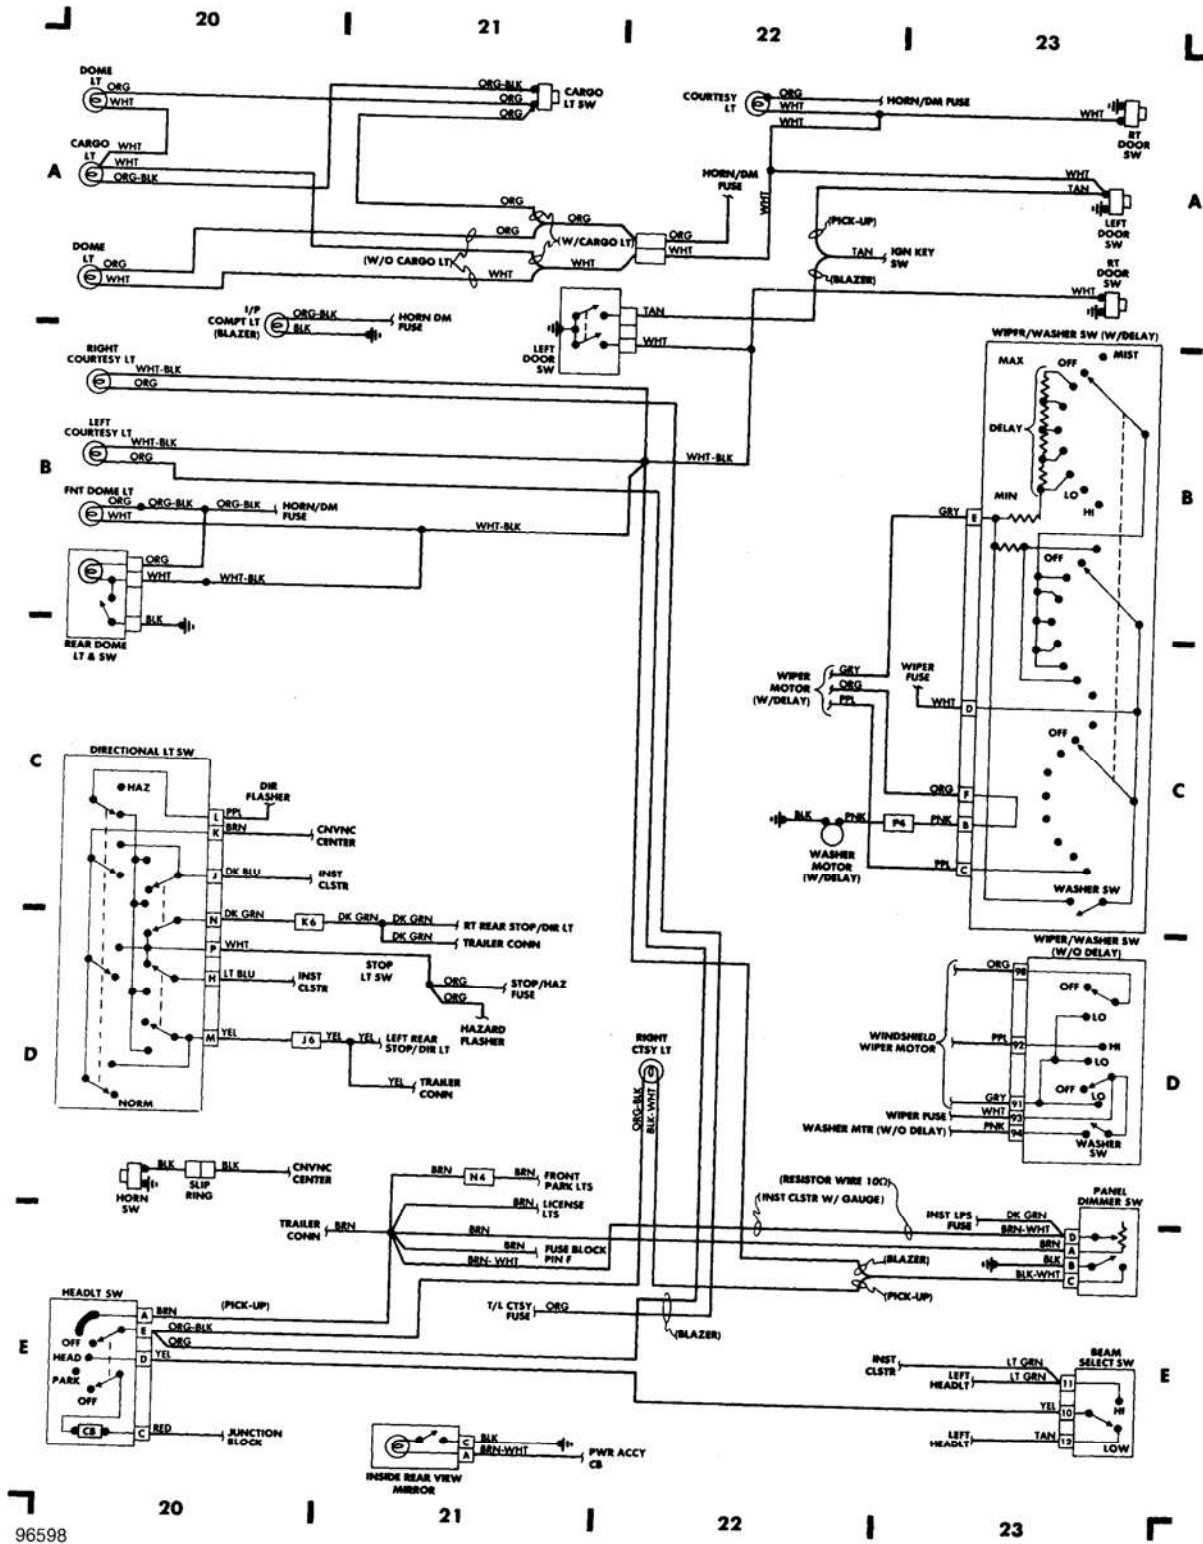 20
21
22
23
DOME
LT
ORG
WHT
ORG-BLK
ORG
ORG
CARGO
LT SW
COURTESY
LT
ORG
WHT
WHT
HORN/DM FUSE
WHT
RT
DOOR
SW
CARGO
LT
WHT
WHT
ORG-BLK
A
ORG
ORG
ORG
(W/CARGO LT)
(W/O CARGO LT)
WHT
WHT
HORN/DM
FUSE
ORG
WHT
WHT
WHT
TAN
LEFT
DOOR
SW
A
(PICK-UP)
TAN
IGN KEY
SW
(BLAZER)
DOME
LT
ORG
WHT
RT
DOOR
SW
WHT
I/P
COMPT LT
(BLAZER)
ORG-BLK
BLK
HORN DM
FUSE
LEFT
DOOR
SW
TAN
WHT
RIGHT
COURTESY LT
WHT-BLK
ORG
LEFT
COURTESY LT
WHT-BLK
ORG
WHT-BLK
B
FNT DOME LT
ORG
ORG-BLK
ORG-BLK
HORN/DM
FUSE
WHT
WHT-BLK
ORG
WHT
WHT-BLK
BLK
REAR DOME
LT & SW
WIPER/WASHER SW (W/DELAY)
MAX
OFF
MIST
DELAY
MIN
LO
HI
B
GRY
E
OFF
WIPER
MOTOR
(W/DELAY)
GRY
ORG
PPL
WIPER
FUSE
WHT
D
OFF
ORG
F
BLK
PNK
P4
PNK
B
WASHER
MOTOR
(W/DELAY)
PPL
C
WASHER SW
C
C
DIRECTIONAL LT SW
HAZ
DIR
FLASHER
L
PPL
K
BRN
CNVNC
CENTER
J
DK BLU
INST
CLSTR
N
DK GRN
K6
DK GRN
DK GRN
RT REAR STOP/DIR LT
DK GRN
TRAILER CONN
P
WHT
STOP
LT SW
ORG
STOP/HAZ
FUSE
ORG
HAZARD
FLASHER
H
LT BLU
INST
CLSTR
M
YEL
J6
YEL
YEL
LEFT REAR
STOP/DIR LT
YEL
TRAILER
CONN
NORM
D
WIPER/WASHER SW
(W/O DELAY)
ORG
98
OFF
LO
WINDSHIELD
WIPER MOTOR
PPL
92
HI
LO
OFF
LO
GRY
91
WIPER FUSE
WHT
93
WASHER MTR (W/O DELAY)
PNK
94
WASHER
SW
D
RIGHT
CTSY LT
ORG-BLK
BLK-WHT
HORN
SW
BLK
SLIP
RING
BLK
CNVNC
CENTER
BRN
N4
BRN
FRONT
PARK LTS
BRN
LICENSE
LTS
TRAILER
CONN
BRN
BRN
BRN
FUSE BLOCK
PIN F
BRN-WHT
(RESISTOR WIRE 10Ω)
(INST CLSTR W/ GAUGE)
PANEL
DIMMER SW
INST LPS
FUSE
DK GRN
BRN-WHT
D
BRN
A
BLK
B
BLK-WHT
C
(BLAZER)
(PICK-UP)
HEADLT SW
A
BRN
(PICK-UP)
E
ORG-BLK
ORG
D
YEL
OFF
HEAD
PARK
OFF
CB
C
RED
JUNCTION
BLOCK
T/L CTSY
FUSE
ORG
(BLAZER)
E
INST
CLSTR
LT GRN
LEFT
HEADLT
LT GRN
11
BEAM
SELECT SW
HI
YEL
10
LEFT
HEADLT
TAN
12
LOW
E
C
BLK
A
BRN-WHT
PWR ACCY
CB
INSIDE REAR VIEW
MIRROR
20
21
22
23
96598